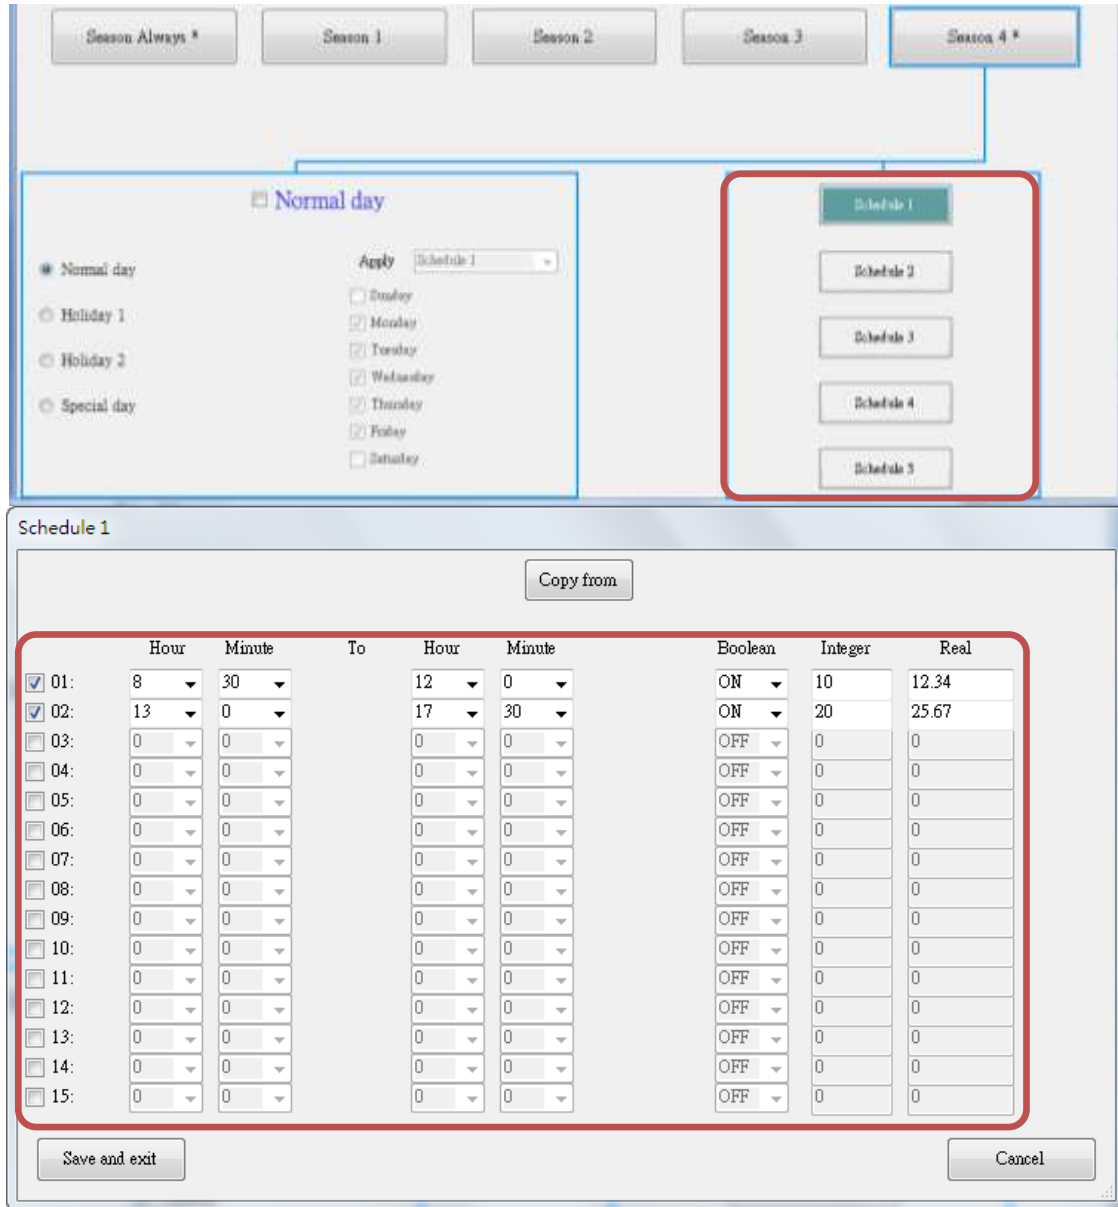 Season Always * Season 1 Season 2 Season 3 Season 4 *
Normal day
Normal day
Holiday 1
Holiday 2
Special day
Apply Schedule 1
Sunday
Monday
Tuesday
Wednesday
Thursday
Friday
Saturday
Schedule 1
Schedule 2
Schedule 3
Schedule 4
Schedule 5
Schedule 1
Copy from
Hour Minute To Hour Minute Boolean Integer Real
01: 8 30 12 0 ON 10 12.34
02: 13 0 17 30 ON 20 25.67
03: 0 0 0 0 OFF 0 0
04: 0 0 0 0 OFF 0 0
05: 0 0 0 0 OFF 0 0
06: 0 0 0 0 OFF 0 0
07: 0 0 0 0 OFF 0 0
08: 0 0 0 0 OFF 0 0
09: 0 0 0 0 OFF 0 0
10: 0 0 0 0 OFF 0 0
11: 0 0 0 0 OFF 0 0
12: 0 0 0 0 OFF 0 0
13: 0 0 0 0 OFF 0 0
14: 0 0 0 0 OFF 0 0
15: 0 0 0 0 OFF 0 0
Save and exit Cancel